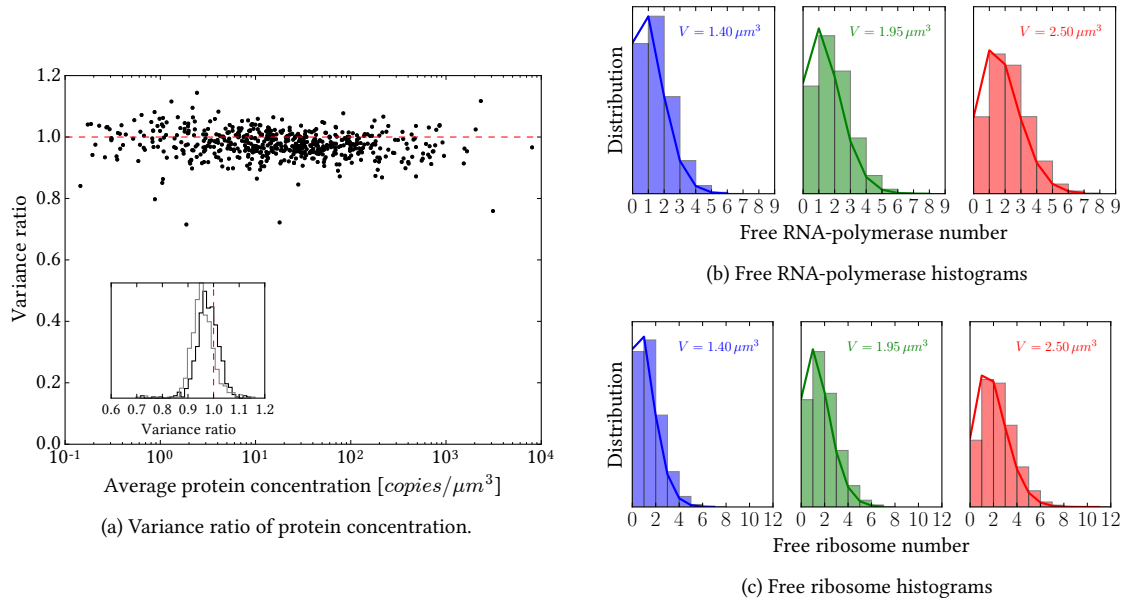 1.2
1.0
0.8
0.6
0.4
0.2
0.0
Variance ratio
0.6 0.7 0.8 0.9 1.0 1.1 1.2
Variance ratio
10^-1 10^0 10^1 10^2 10^3 10^4
Average protein concentration [copies/μm^3]
(a) Variance ratio of protein concentration.
Distribution
V = 1.40 μm^3
V = 1.95 μm^3
V = 2.50 μm^3
0 1 2 3 4 5 6 7 8 9 0 1 2 3 4 5 6 7 8 9 0 1 2 3 4 5 6 7 8 9
Free RNA-polymerase number
(b) Free RNA-polymerase histograms
Distribution
V = 1.40 μm^3
V = 1.95 μm^3
V = 2.50 μm^3
0 2 4 6 8 10 12 0 2 4 6 8 10 12 0 2 4 6 8 10 12
Free ribosome number
(c) Free ribosome histograms